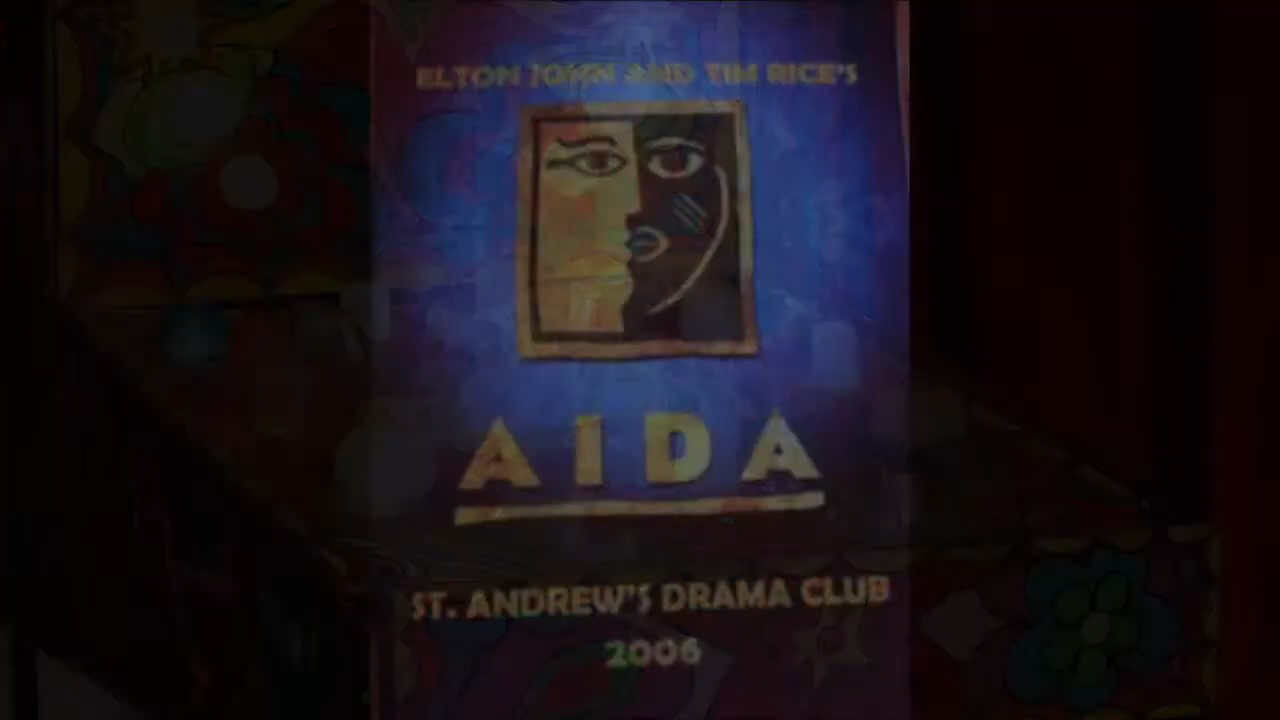 ELTON JOHN AND TIM RICE'S
AIDA
ST. ANDREW'S DRAMA CLUB
2006